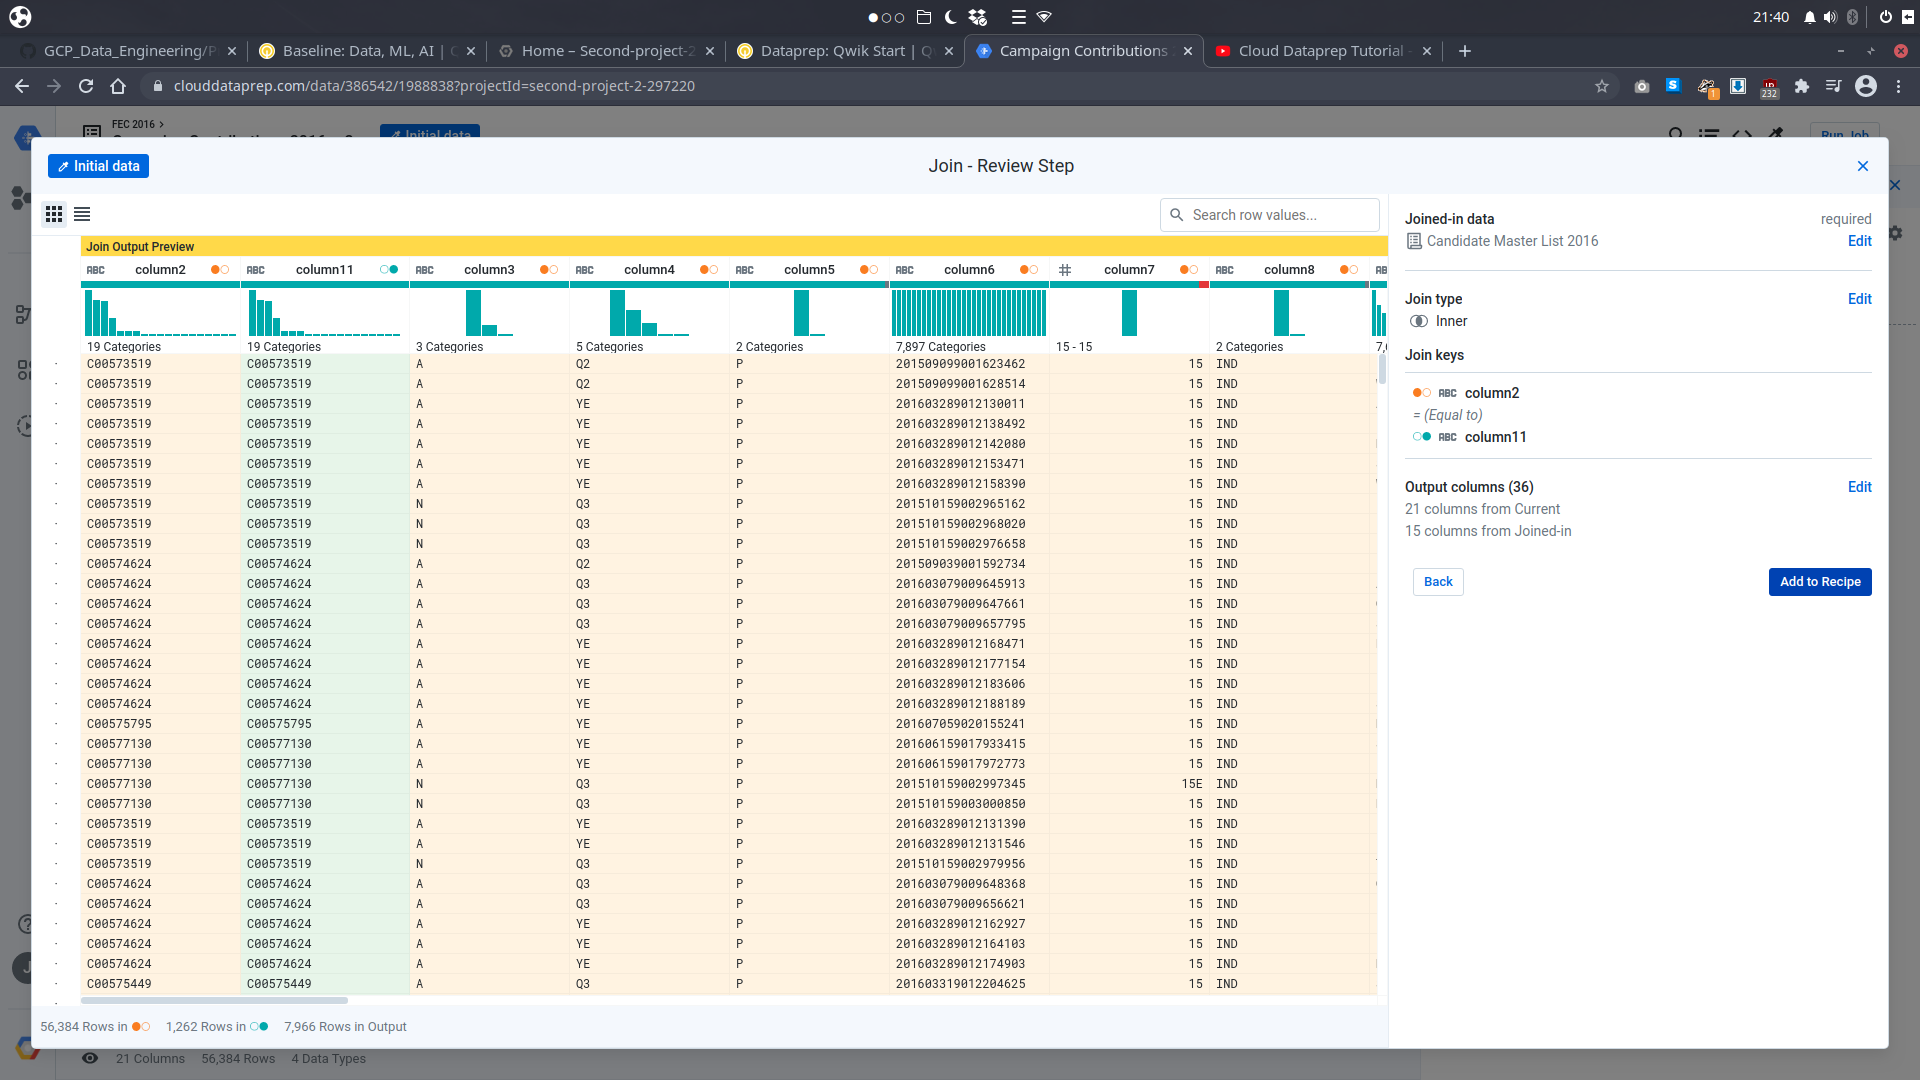 21:40
GCP_Data_Engineering/P
Baseline: Data, ML, AI |
Home – Second-project-2
Dataprep: Qwik Start | Q
Campaign Contributions
Cloud Dataprep Tutorial
clouddataprep.com/data/386542/1988838?projectId=second-project-2-297220
1
232
FEC 2016
Initial data
Run Job
Initial data
Join - Review Step
Search row values...
Join Output Preview
ABC column2 ABC column11 ABC column3 ABC column4 ABC column5 ABC column6 # column7 ABC column8
19 Categories 19 Categories 3 Categories 5 Categories 2 Categories 7,897 Categories 15 - 15 2 Categories
C00573519 C00573519 A Q2 P 201509099001623462 15 IND
C00573519 C00573519 A Q2 P 201509099001628514 15 IND
C00573519 C00573519 A YE P 201603289012130011 15 IND
C00573519 C00573519 A YE P 201603289012138492 15 IND
C00573519 C00573519 A YE P 201603289012142080 15 IND
C00573519 C00573519 A YE P 201603289012153471 15 IND
C00573519 C00573519 A YE P 201603289012158390 15 IND
C00573519 C00573519 N Q3 P 201510159002965162 15 IND
C00573519 C00573519 N Q3 P 201510159002968020 15 IND
C00573519 C00573519 N Q3 P 201510159002976658 15 IND
C00574624 C00574624 A Q2 P 201509039001592734 15 IND
C00574624 C00574624 A Q3 P 201603079009645913 15 IND
C00574624 C00574624 A Q3 P 201603079009647661 15 IND
C00574624 C00574624 A Q3 P 201603079009657795 15 IND
C00574624 C00574624 A YE P 201603289012168471 15 IND
C00574624 C00574624 A YE P 201603289012177154 15 IND
C00574624 C00574624 A YE P 201603289012183606 15 IND
C00574624 C00574624 A YE P 201603289012188189 15 IND
C00575795 C00575795 A YE P 201607059020155241 15 IND
C00577130 C00577130 A YE P 201606159017933415 15 IND
C00577130 C00577130 A YE P 201606159017972773 15 IND
C00577130 C00577130 N Q3 P 201510159002997345 15E IND
C00577130 C00577130 N Q3 P 201510159003000850 15 IND
C00573519 C00573519 A YE P 201603289012131390 15 IND
C00573519 C00573519 A YE P 201603289012131546 15 IND
C00573519 C00573519 N Q3 P 201510159002979956 15 IND
C00574624 C00574624 A Q3 P 201603079009648368 15 IND
C00574624 C00574624 A Q3 P 201603079009656621 15 IND
C00574624 C00574624 A YE P 201603289012162927 15 IND
C00574624 C00574624 A YE P 201603289012164103 15 IND
C00574624 C00574624 A YE P 201603289012174903 15 IND
C00575449 C00575449 A Q3 P 201603319012204625 15 IND
56,384 Rows in 1,262 Rows in 7,966 Rows in Output
21 Columns 56,384 Rows 4 Data Types
Joined-in data required
Candidate Master List 2016 Edit
Join type Edit
Inner
Join keys
ABC column2
= (Equal to)
ABC column11
Output columns (36) Edit
21 columns from Current
15 columns from Joined-in
Back Add to Recipe